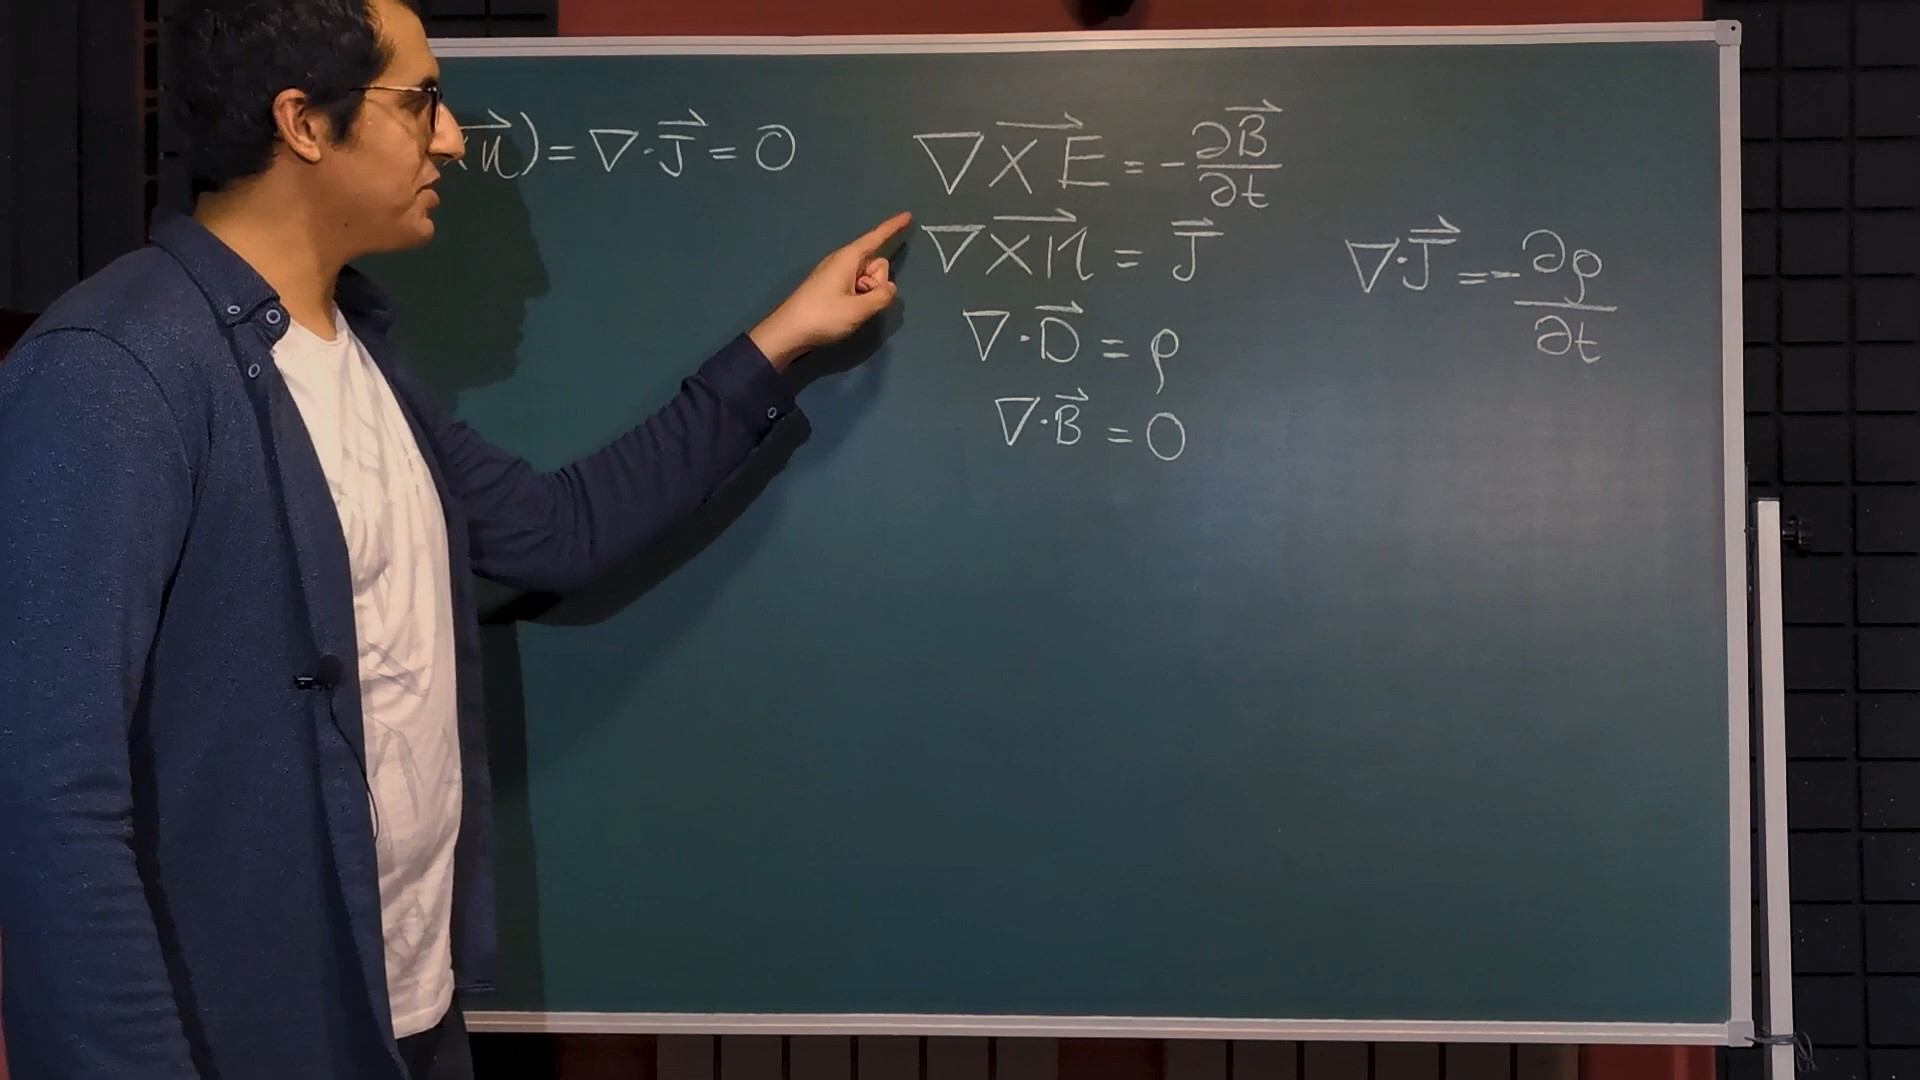 ×H⃗) = ∇·J⃗ = 0
∇×E⃗ = -∂B⃗/∂t
∇×H⃗ = J⃗
∇·D⃗ = ρ
∇·B⃗ = 0
∇·J⃗ = -∂ρ/∂t